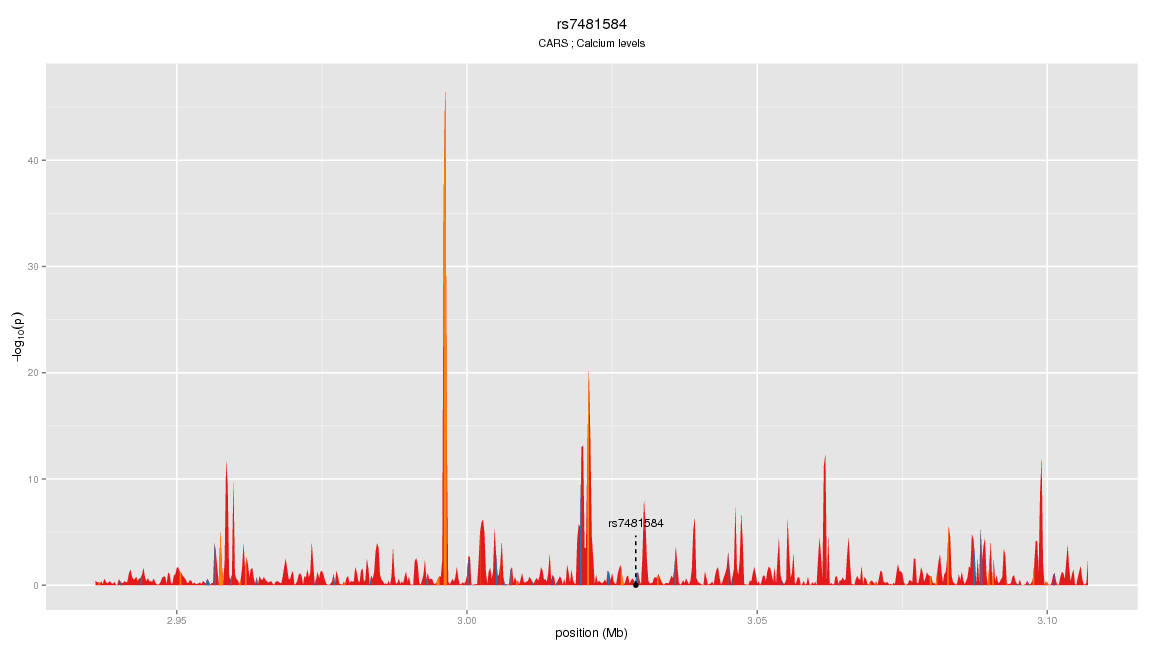 rs7481584
CARS ; Calcium levels
40
30
20
10
0
−log10(p)
rs7481584
2.95
3.00
3.05
3.10
position (Mb)